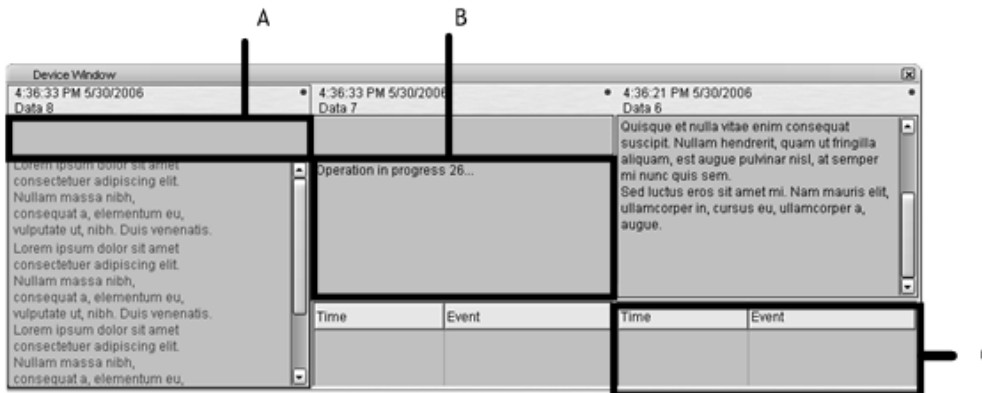 A
B
Device Window
4:36:33 PM 5/30/2006
Data 8
Lorem ipsum dolor sit amet
consectetuer adipiscing elit.
Nullam massa nibh,
consequat a, elementum eu,
vulputate ut, nibh. Duis venenatis.
Lorem ipsum dolor sit amet
consectetuer adipiscing elit.
Nullam massa nibh,
consequat a, elementum eu,
vulputate ut, nibh. Duis venenatis.
Lorem ipsum dolor sit amet
consectetuer adipiscing elit.
Nullam massa nibh,
consequat a, elementum eu,
4:36:33 PM 5/30/2006
Data 7
Operation in progress 26...
Time Event
4:36:21 PM 5/30/2006
Data 6
Quisque et nulla vitae enim consequat
suscipit. Nullam hendrerit, quam ut fringilla
aliquam, est augue pulvinar nisl, at semper
mi nunc quis sem.
Sed luctus eros sit amet mi. Nam mauris elit,
ullamcorper in, cursus eu, ullamcorper a,
augue.
Time Event